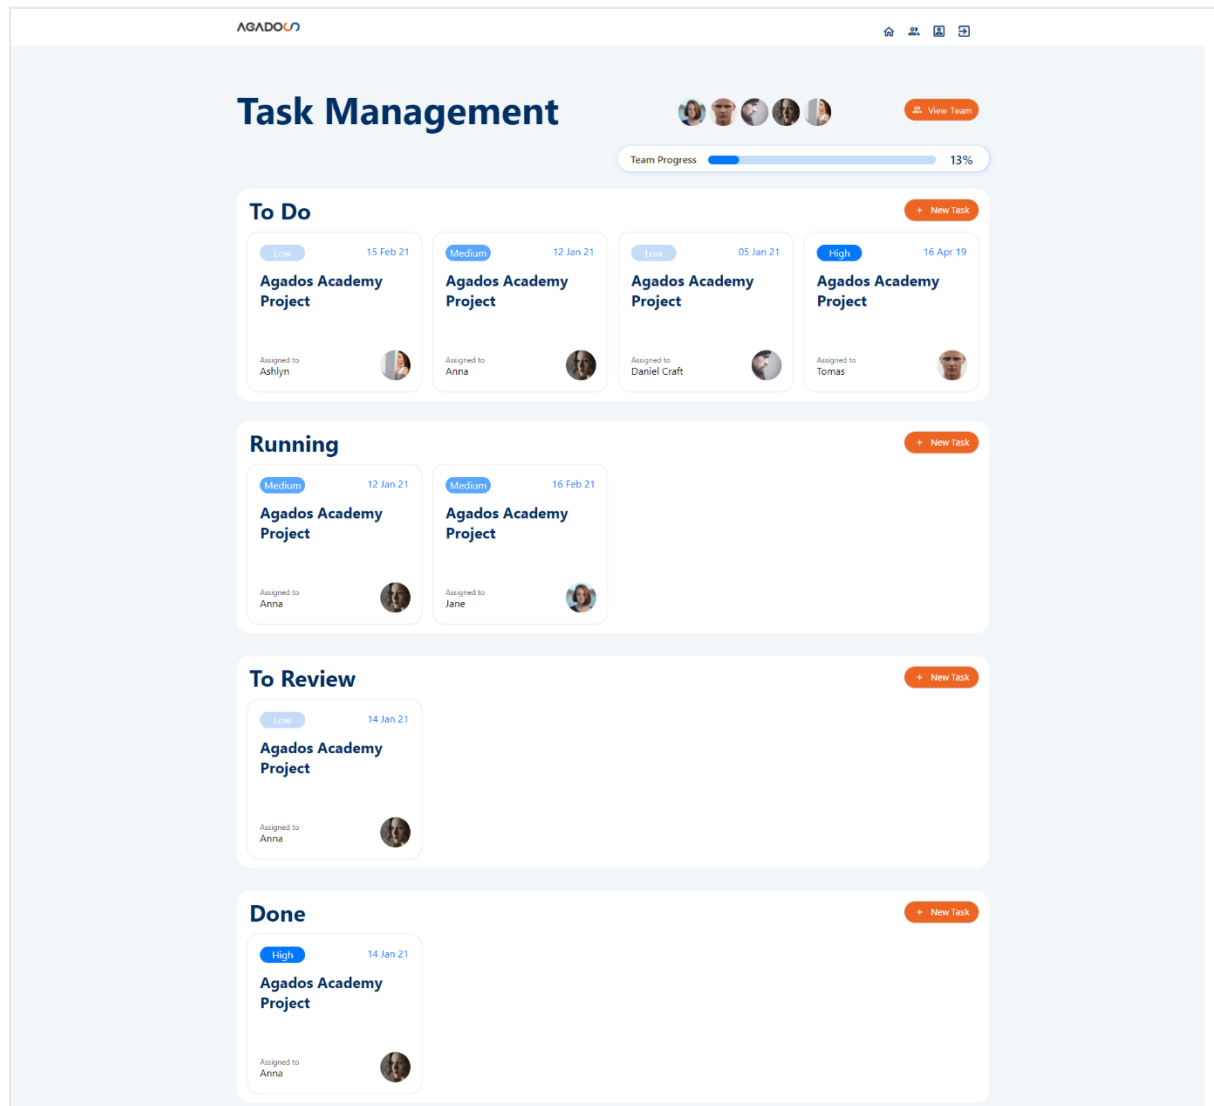 AGADOS
Task Management
View Team
Team Progress 13%
To Do
+ New Task
Low 15 Feb 21
Agados Academy
Project
Assigned to
Ashlyn
Medium 12 Jan 21
Agados Academy
Project
Assigned to
Anna
Low 05 Jan 21
Agados Academy
Project
Assigned to
Daniel Craft
High 16 Apr 19
Agados Academy
Project
Assigned to
Tomas
Running
+ New Task
Medium 12 Jan 21
Agados Academy
Project
Assigned to
Anna
Medium 16 Feb 21
Agados Academy
Project
Assigned to
Jane
To Review
+ New Task
Low 14 Jan 21
Agados Academy
Project
Assigned to
Anna
Done
+ New Task
High 14 Jan 21
Agados Academy
Project
Assigned to
Anna